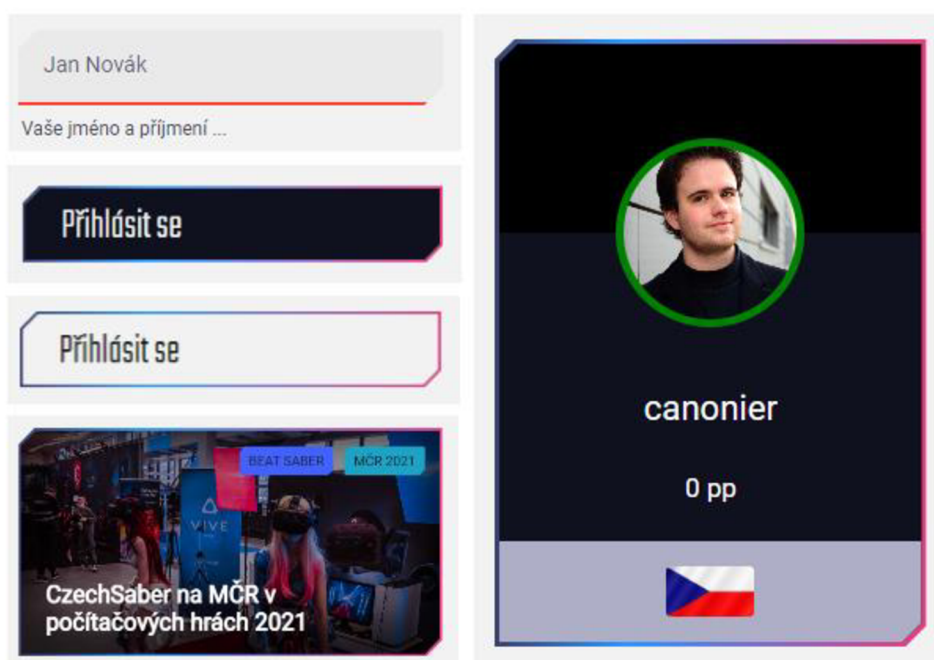 Jan Novák
Vaše jméno a příjmení ...
Přihlásit se
Přihlásit se
BEAT SABER
MČR 2021
VIVE
CzechSaber na MČR v
počítačových hrách 2021
canonier
0 pp